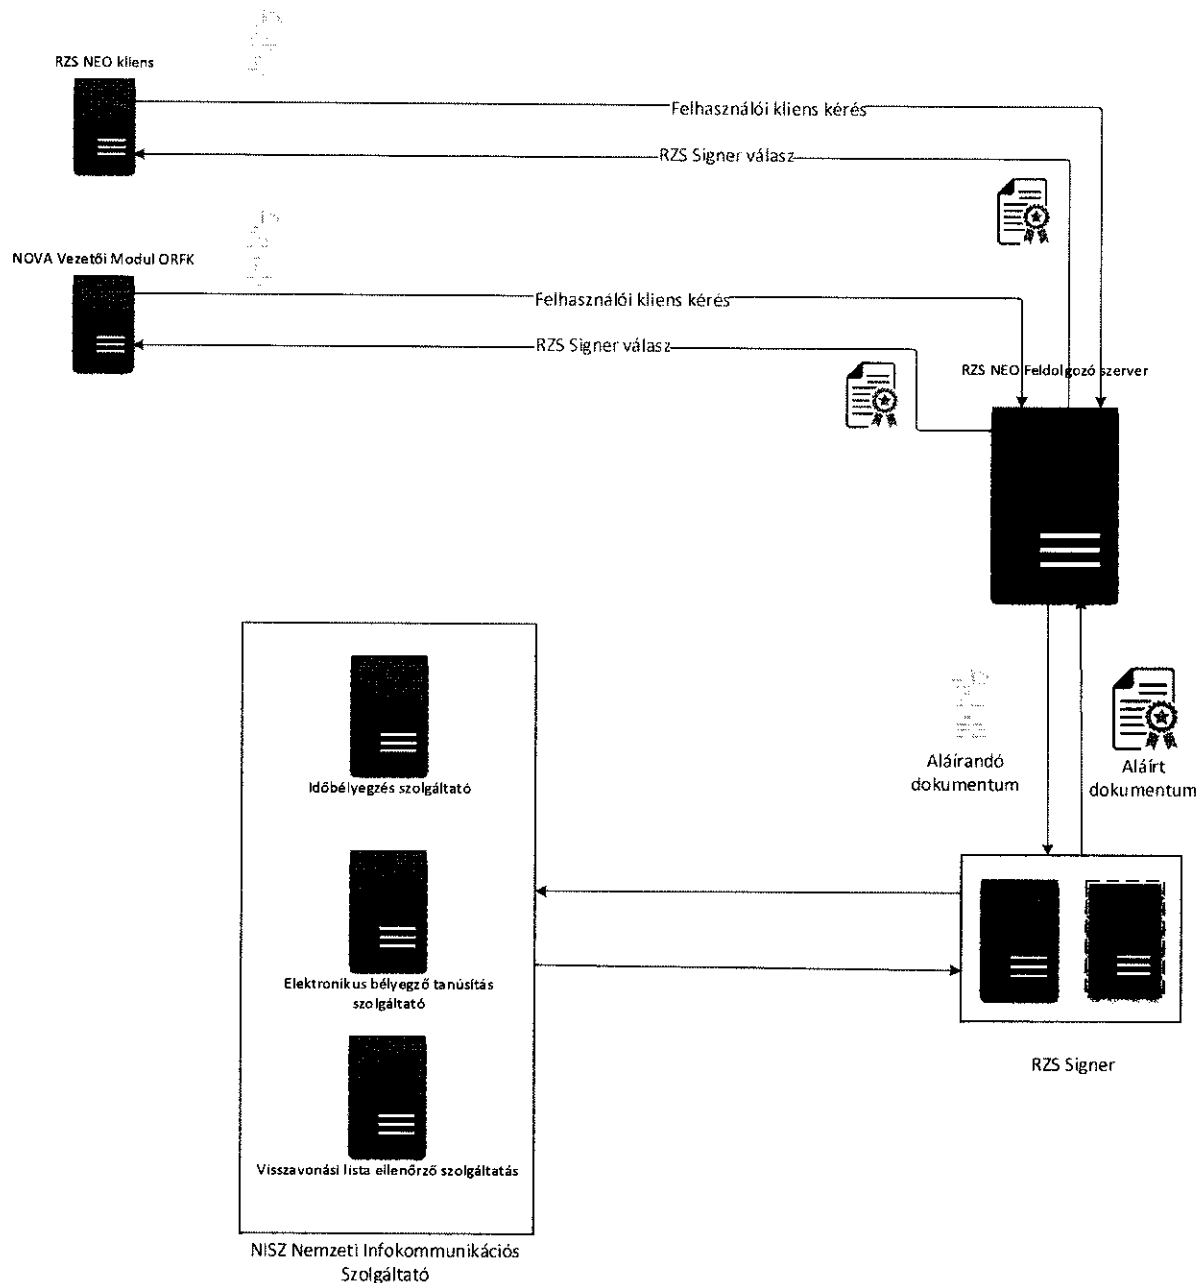 RZS NEO kliens
Felhasználói kliens kérés
RZS Signer válasz
NOVA Vezetői Modul ORFK
Felhasználói kliens kérés
RZS Signer válasz
RZS NEO Feldolgozó szerver
Aláírandó
dokumentum
Aláírt
dokumentum
Időbélyegzés szolgáltató
Elektronikus bélyegző tanúsítás
szolgáltató
Visszavonási lista ellenőrző szolgáltatás
RZS Signer
NISZ Nemzeti Infokommunikációs
Szolgáltató